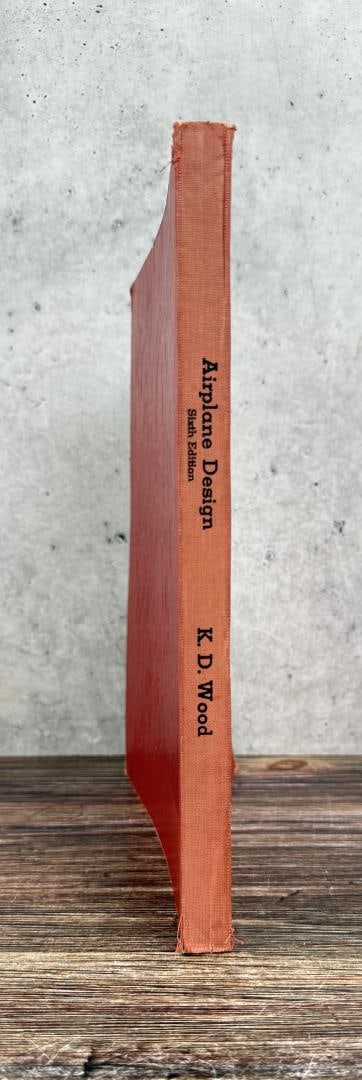 Airplane Design
Sixth Edition
K. D. Wood